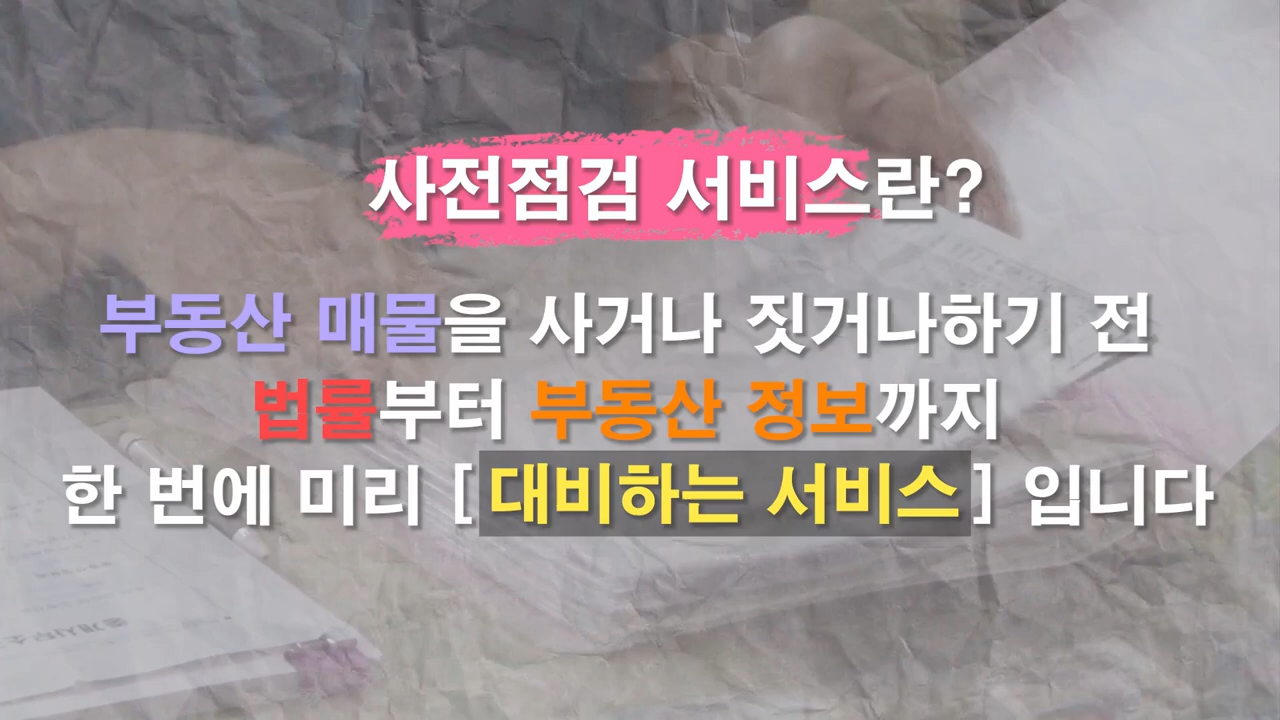 사전점검 서비스란?
부동산 매물을 사거나 짓거나하기 전
법률부터 부동산 정보까지
한 번에 미리 [대비하는 서비스] 입니다